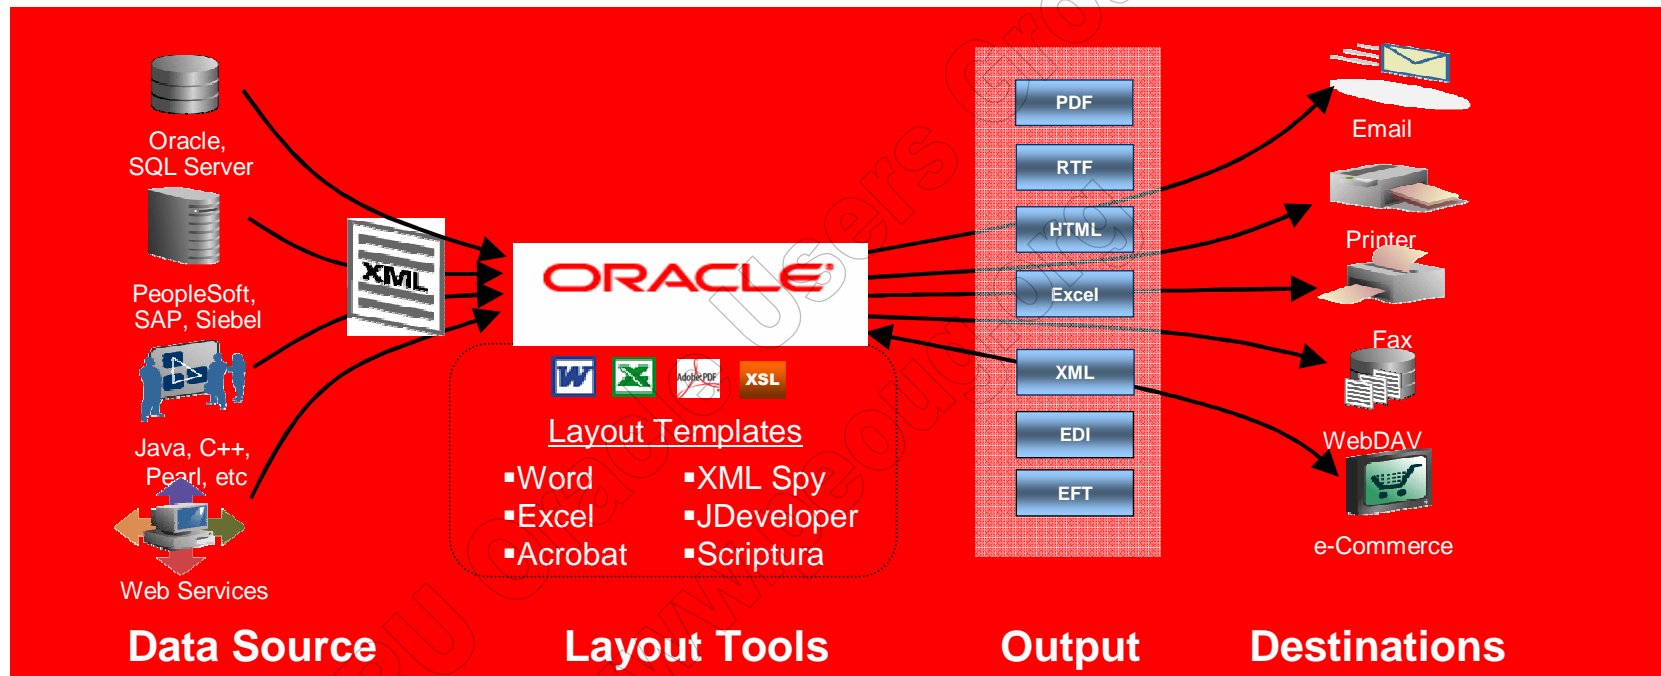 Oracle,
SQL Server
PeopleSoft,
SAP, Siebel
Java, C++,
Pearl, etc
Web Services
Data Source
XML
ORACLE
Adobe PDF
XSL
Layout Templates
Word
Excel
Acrobat
XML Spy
JDeveloper
Scriptura
Layout Tools
PDF
RTF
HTML
Excel
XML
EDI
EFT
Output
Email
Printer
Fax
WebDAV
e-Commerce
Destinations